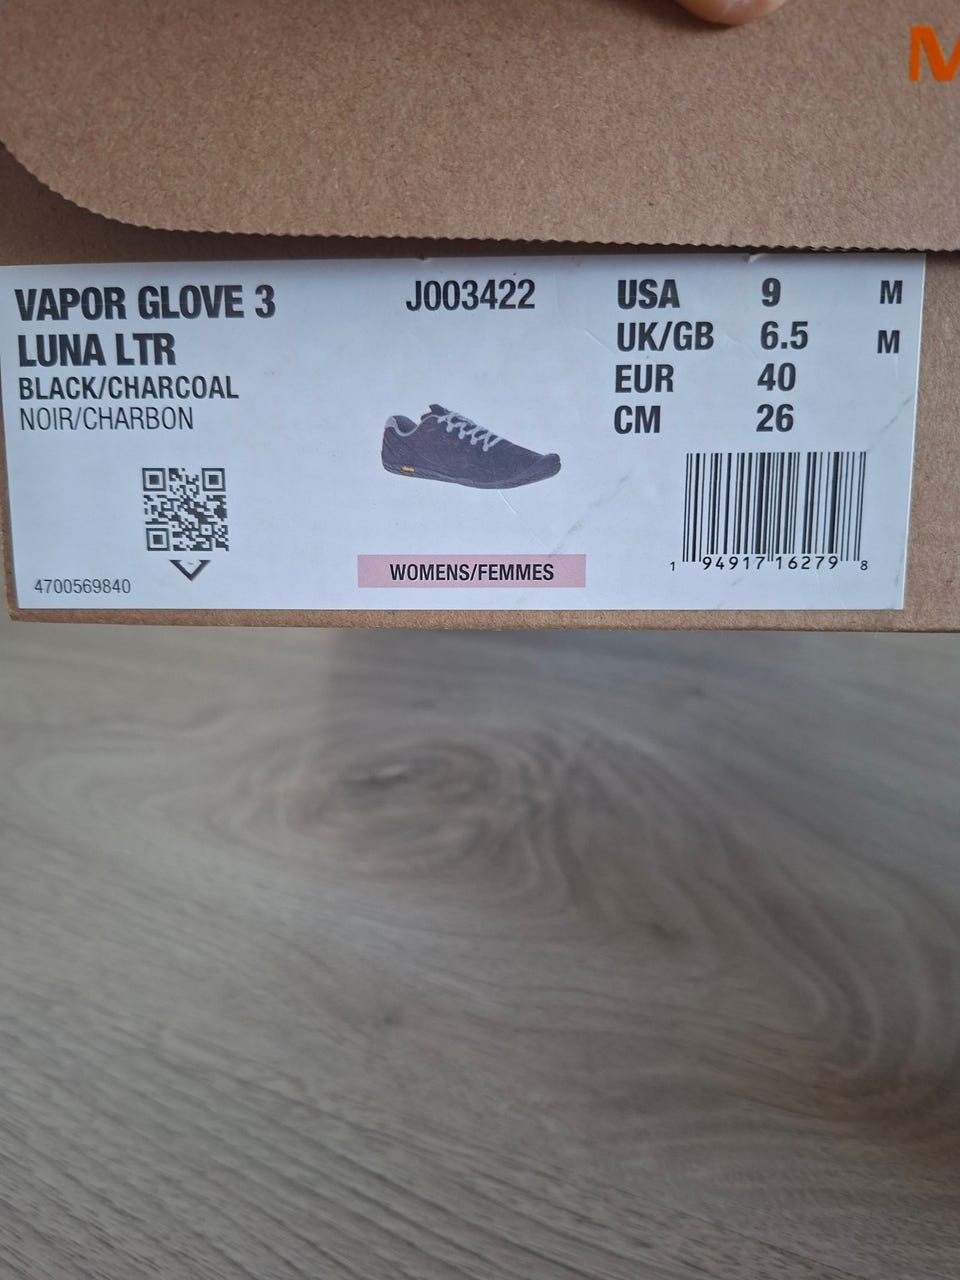 M
VAPOR GLOVE 3
LUNA LTR
BLACK/CHARCOAL
NOIR/CHARBON
4700569840
J003422
WOMENS/FEMMES
USA 9 M
UK/GB 6.5 M
EUR 40
CM 26
1 94917 16279 8